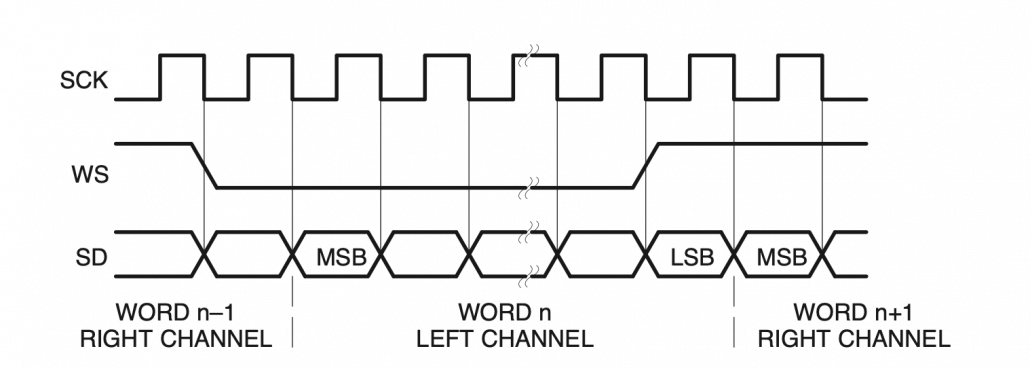 SCK
WS
SD
MSB
LSB
MSB
WORD n–1
RIGHT CHANNEL
WORD n
LEFT CHANNEL
WORD n+1
RIGHT CHANNEL